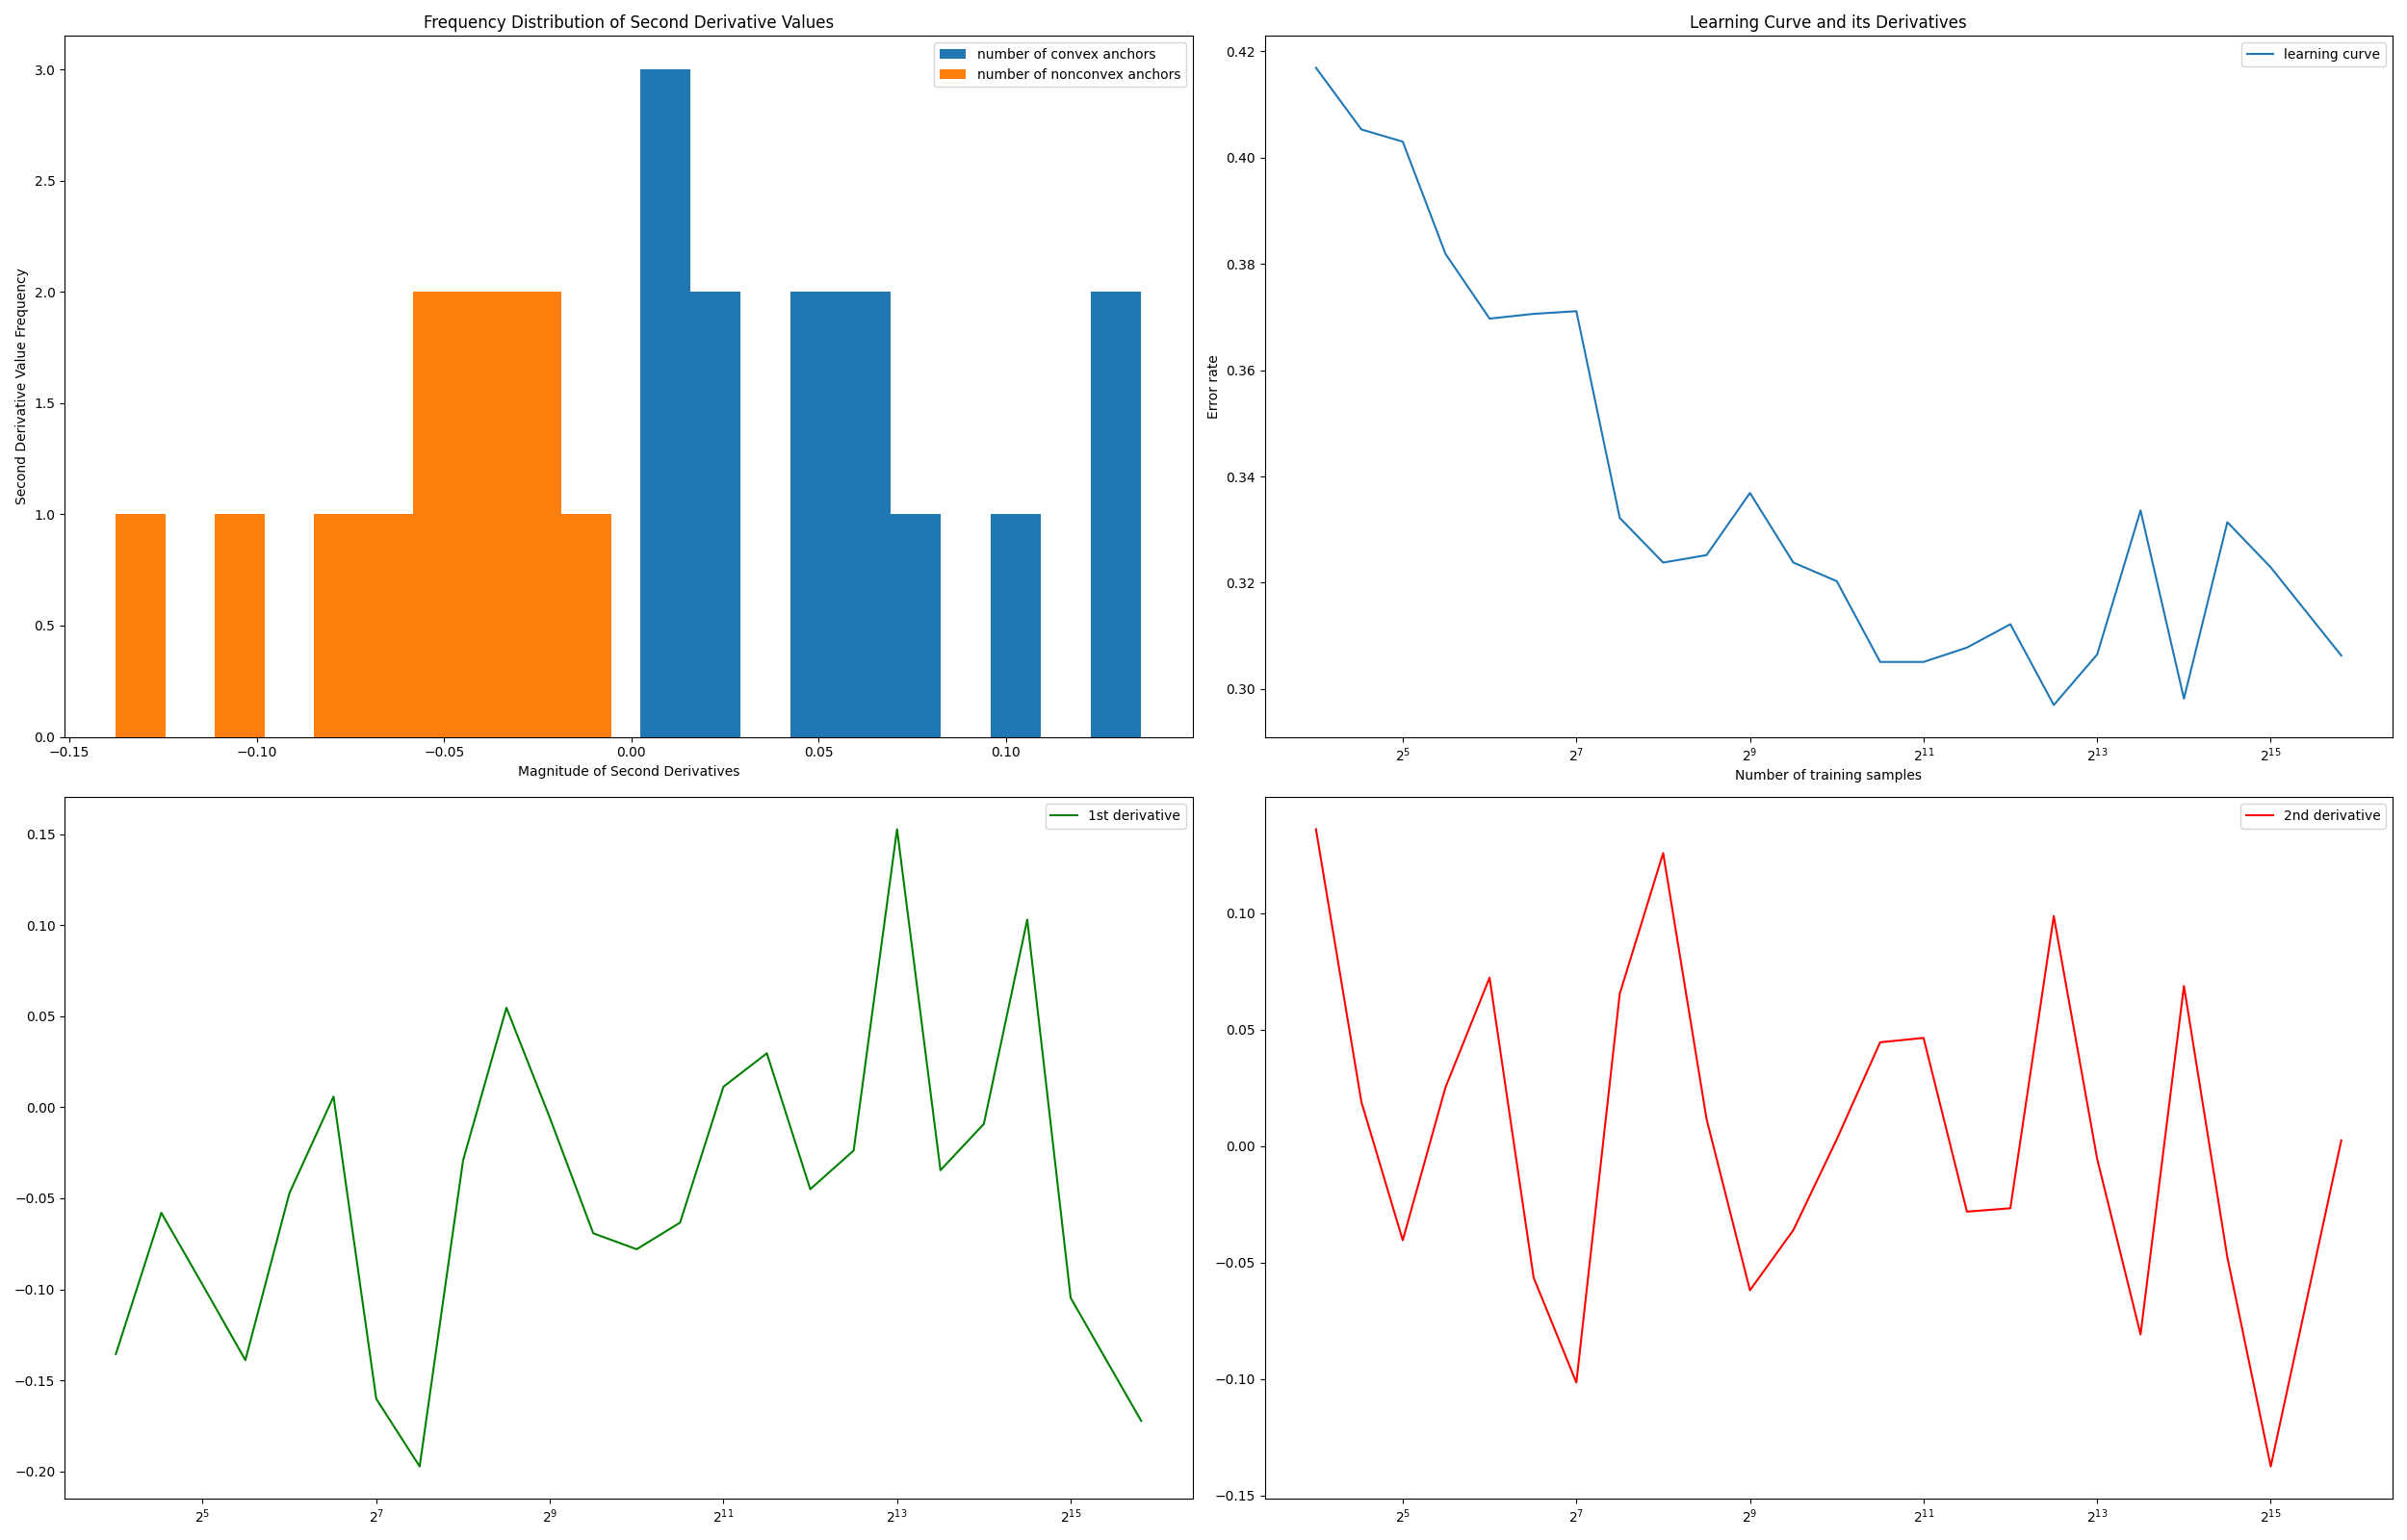 Frequency Distribution of Second Derivative Values
number of convex anchors
number of nonconvex anchors
Second Derivative Value Frequency
3.0
2.5
2.0
1.5
1.0
0.5
0.0
−0.15 −0.10 −0.05 0.00 0.05 0.10
Magnitude of Second Derivatives
Learning Curve and its Derivatives
learning curve
Error rate
0.42
0.40
0.38
0.36
0.34
0.32
0.30
2^5 2^7 2^9 2^11 2^13 2^15
Number of training samples
1st derivative
0.15
0.10
0.05
0.00
−0.05
−0.10
−0.15
−0.20
2^5 2^7 2^9 2^11 2^13 2^15
2nd derivative
0.10
0.05
0.00
−0.05
−0.10
−0.15
2^5 2^7 2^9 2^11 2^13 2^15